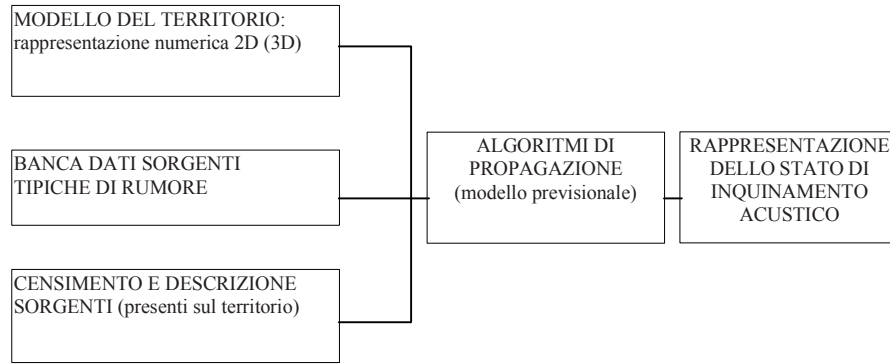 MODELLO DEL TERRITORIO:
rappresentazione numerica 2D (3D)
BANCA DATI SORGENTI
TIPICHE DI RUMORE
CENSIMENTO E DESCRIZIONE
SORGENTI (presenti sul territorio)
ALGORITMI DI
PROPAGAZIONE
(modello previsionale)
RAPPRESENTAZIONE
DELLO STATO DI
INQUINAMENTO
ACUSTICO